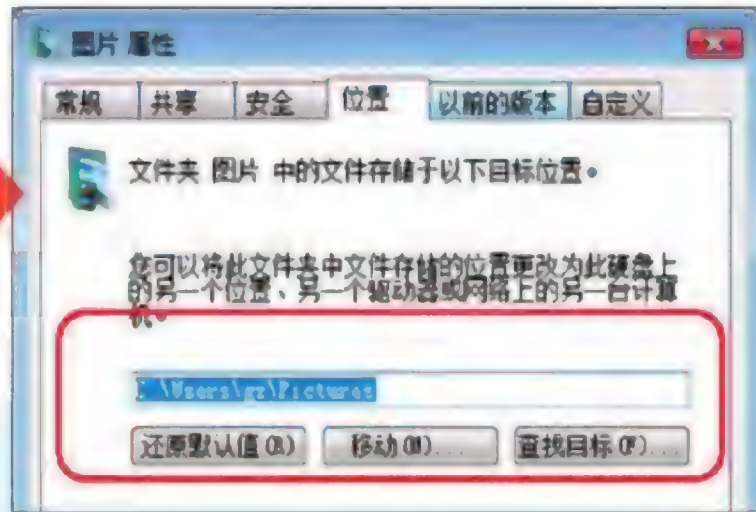 图片 属性
常规 共享 安全 位置 以前的版本 自定义
文件夹 图片 中的文件存储于以下目标位置。
您可以将此文件夹中文件存储的位置更改为此硬盘上
的另一个位置、另一个驱动器或网络上的另一台计算
机。
:\Users\gz\Pictures
还原默认值(R) 移动(M)... 查找目标(F)...